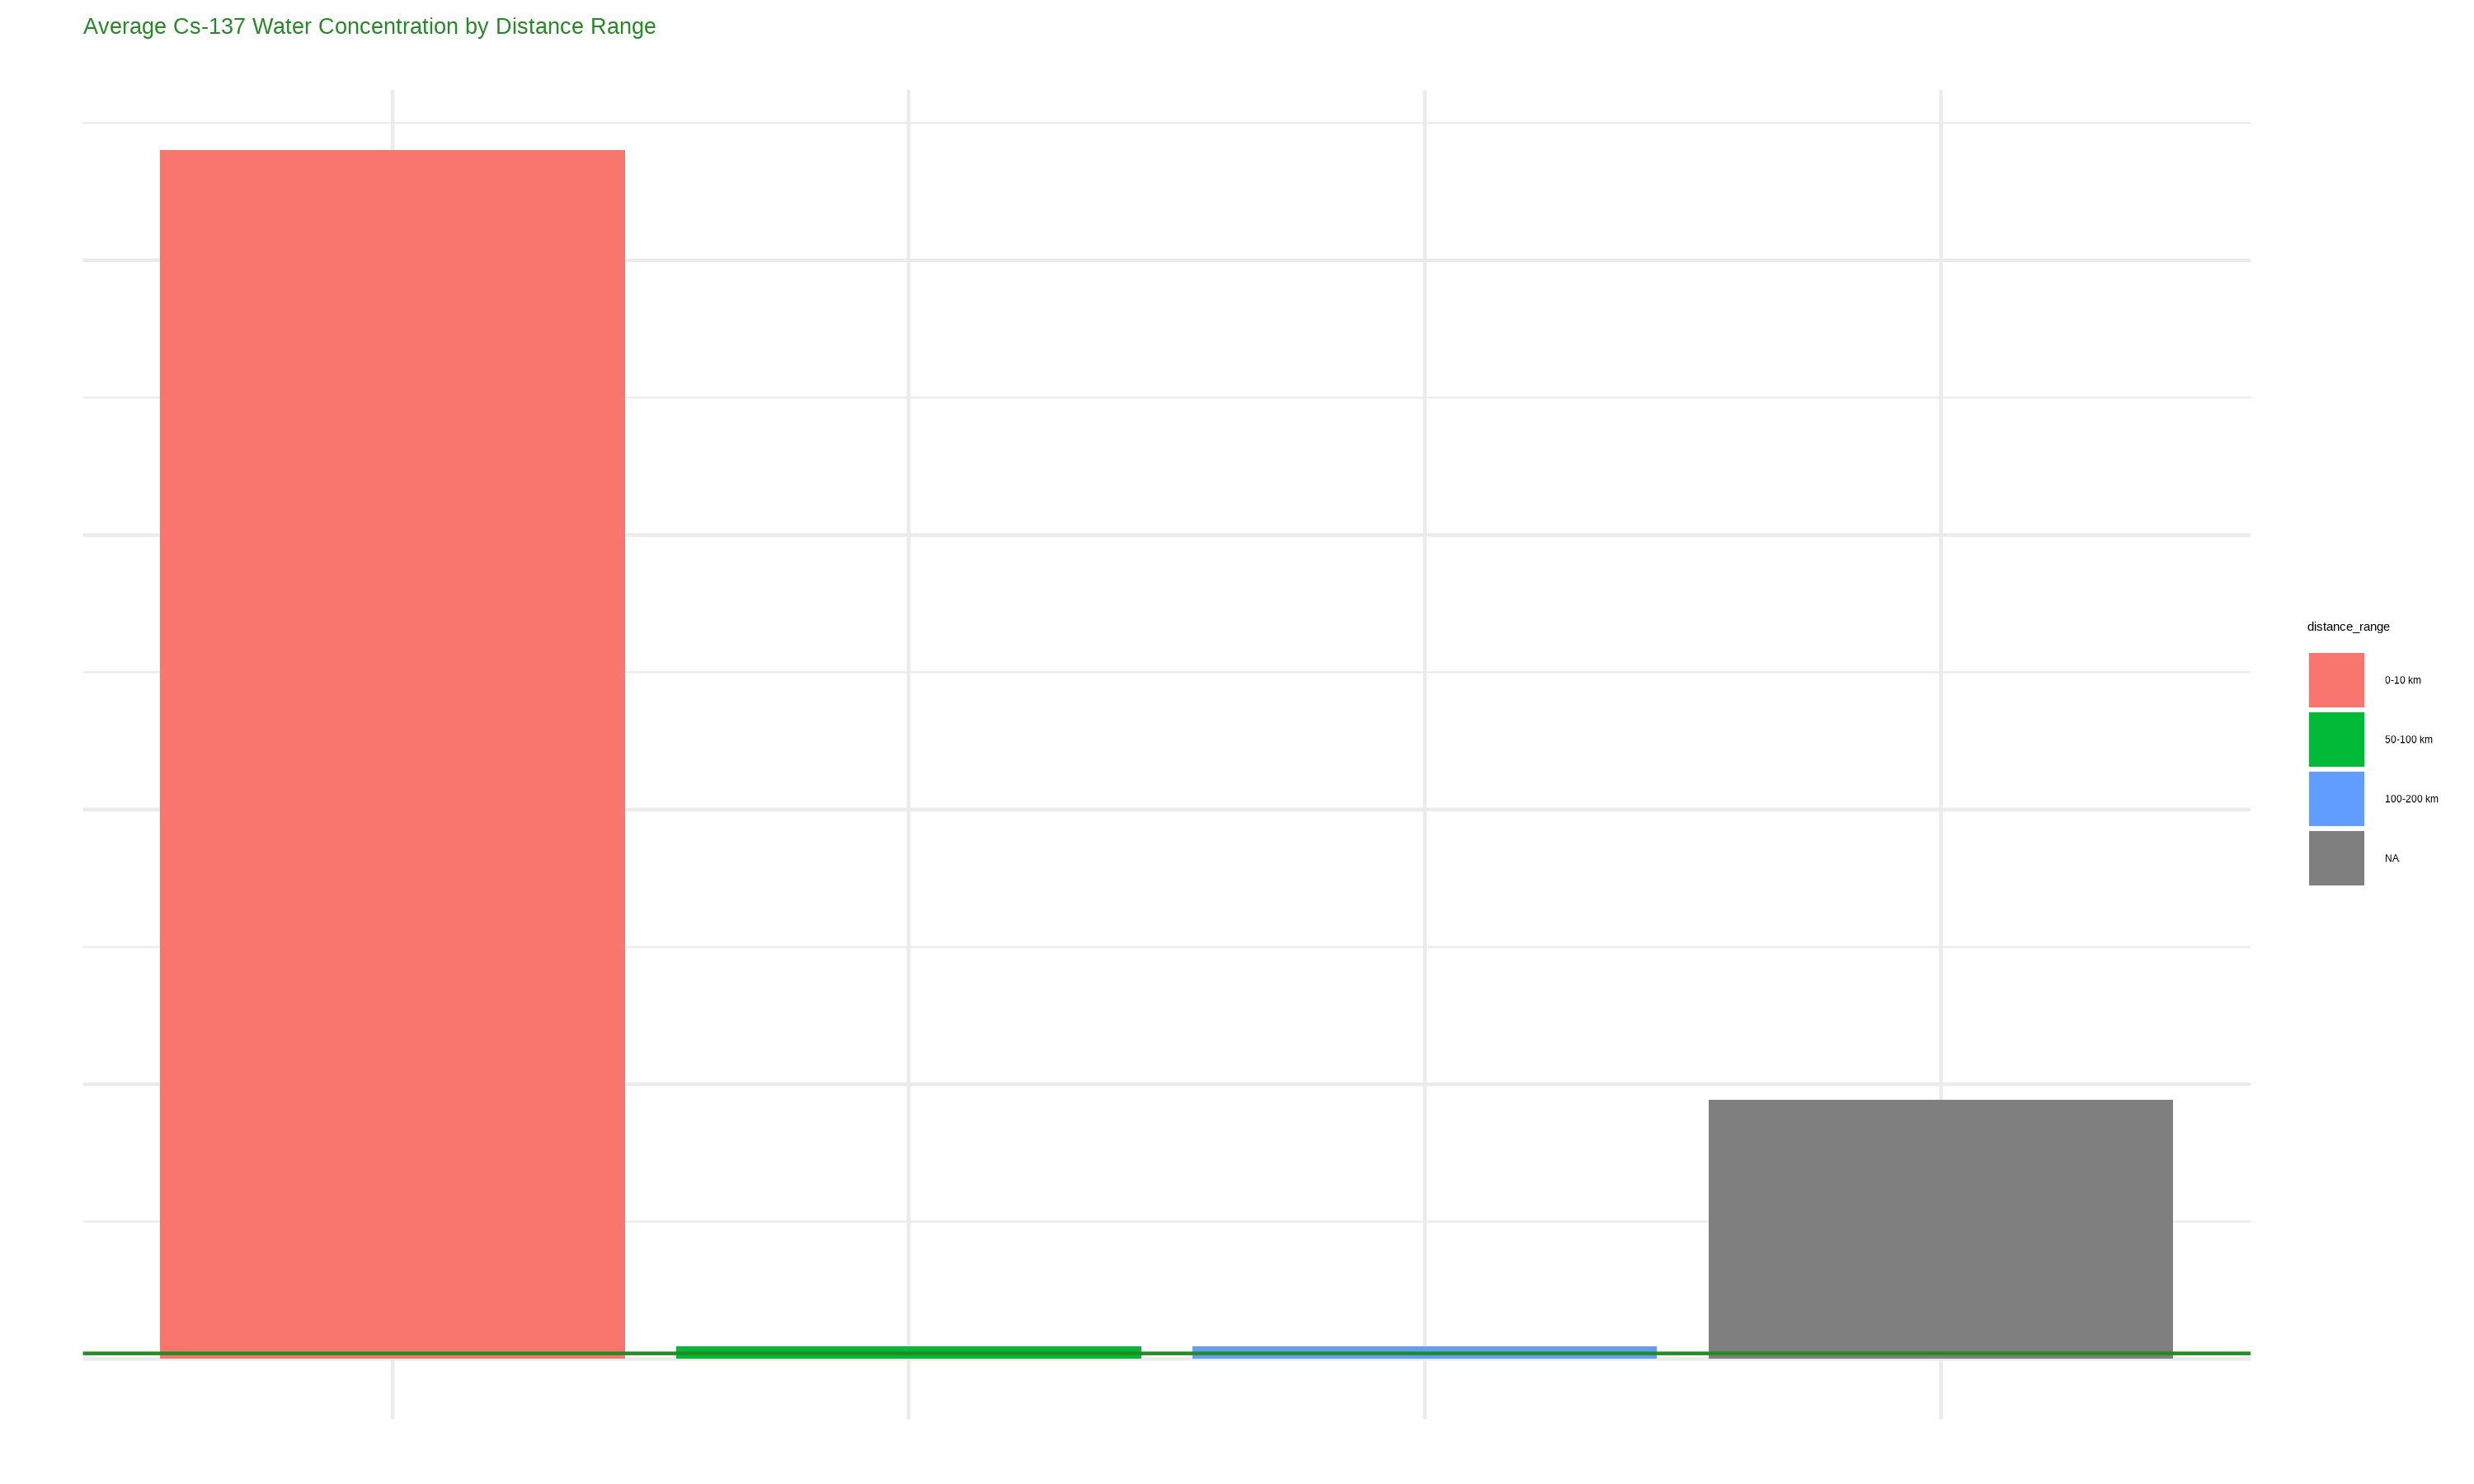 Average Cs-137 Water Concentration by Distance Range
distance_range
0-10 km
50-100 km
100-200 km
NA